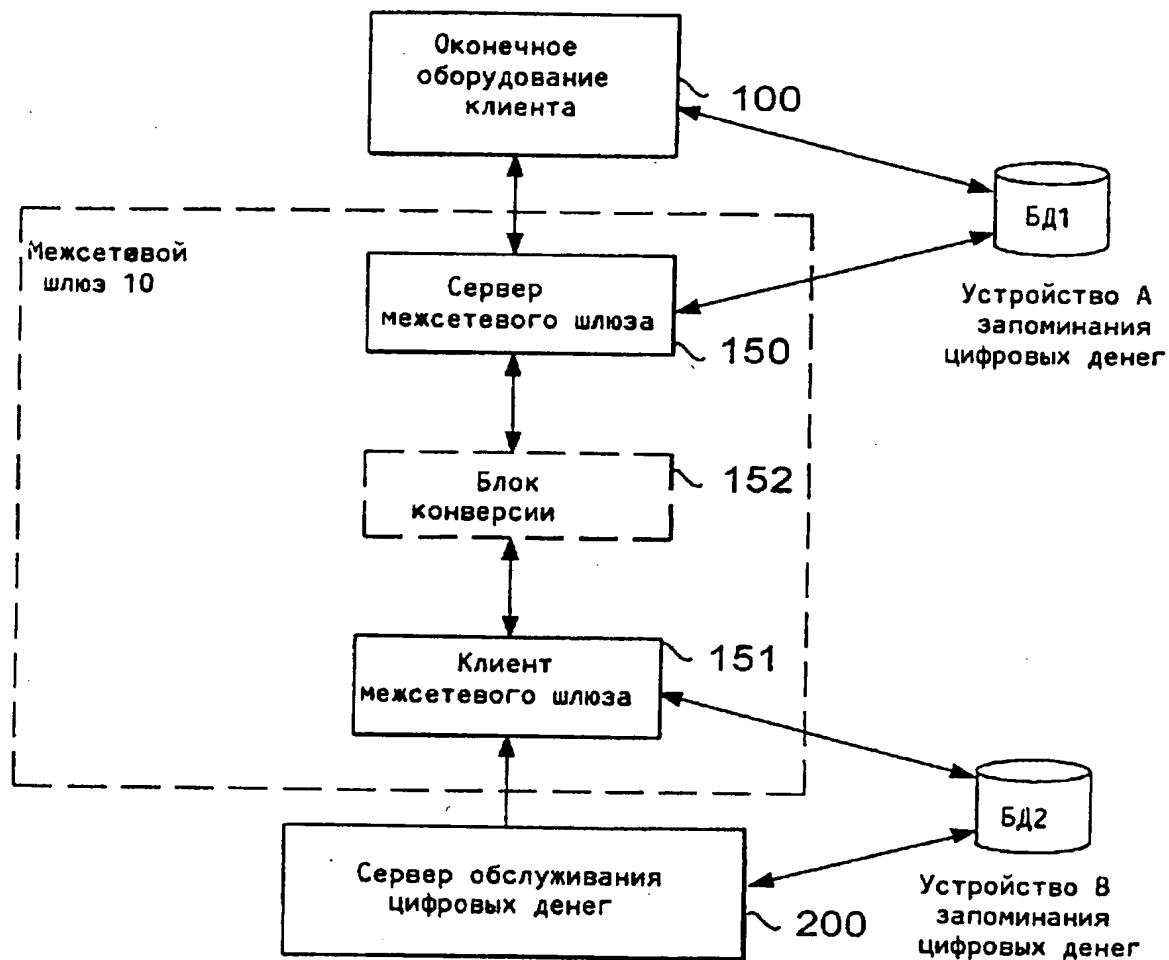 Оконечное
оборудование
клиента
100
БД1
Межсетевой
шлюз 10
Сервер
межсетевого шлюза
150
Устройство А
запоминания
цифровых денег
Блок
конверсии
152
Клиент
межсетевого шлюза
151
БД2
Сервер обслуживания
цифровых денег
200
Устройство В
запоминания
цифровых денег